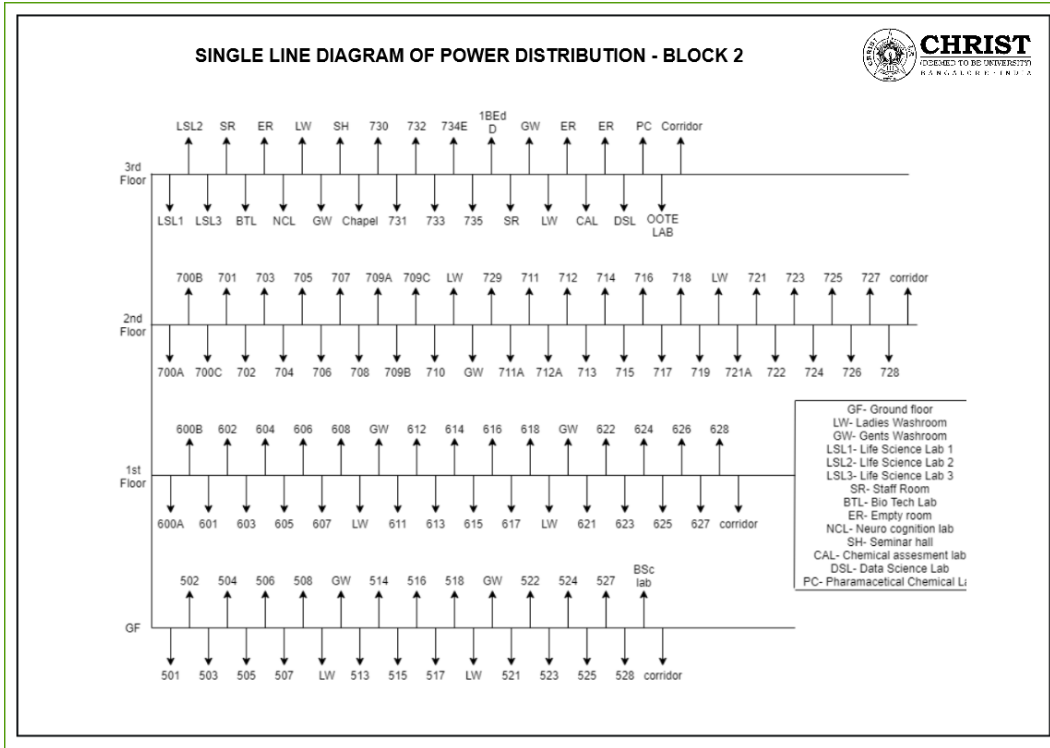 SINGLE LINE DIAGRAM OF POWER DISTRIBUTION - BLOCK 2
CHRIST
(DEEMED TO BE UNIVERSITY)
BANGALORE · INDIA
LSL2 SR ER LW SH 730 732 734E 1BEd D GW ER ER PC Corridor
3rd
Floor
LSL1 LSL3 BTL NCL GW Chapel 731 733 735 SR LW CAL DSL OOTE LAB
700B 701 703 705 707 709A 709C LW 729 711 712 714 716 718 LW 721 723 725 727 corridor
2nd
Floor
700A 700C 702 704 706 708 709B 710 GW 711A 712A 713 715 717 719 721A 722 724 726 728
600B 602 604 606 608 GW 612 614 616 618 GW 622 624 626 628
1st
Floor
600A 601 603 605 607 LW 611 613 615 617 LW 621 623 625 627 corridor
502 504 506 508 GW 514 516 518 GW 522 524 527 BSc lab
GF
501 503 505 507 LW 513 515 517 LW 521 523 525 528 corridor
GF- Ground floor
LW- Ladies Washroom
GW- Gents Washroom
LSL1- Life Science Lab 1
LSL2- LIfe Science Lab 2
LSL3- Life Science Lab 3
SR- Staff Room
BTL- Bio Tech Lab
ER- Empty room
NCL- Neuro cognition lab
SH- Seminar hall
CAL- Chemical assesment lab
DSL- Data Science Lab
PC- Pharamacetical Chemical La